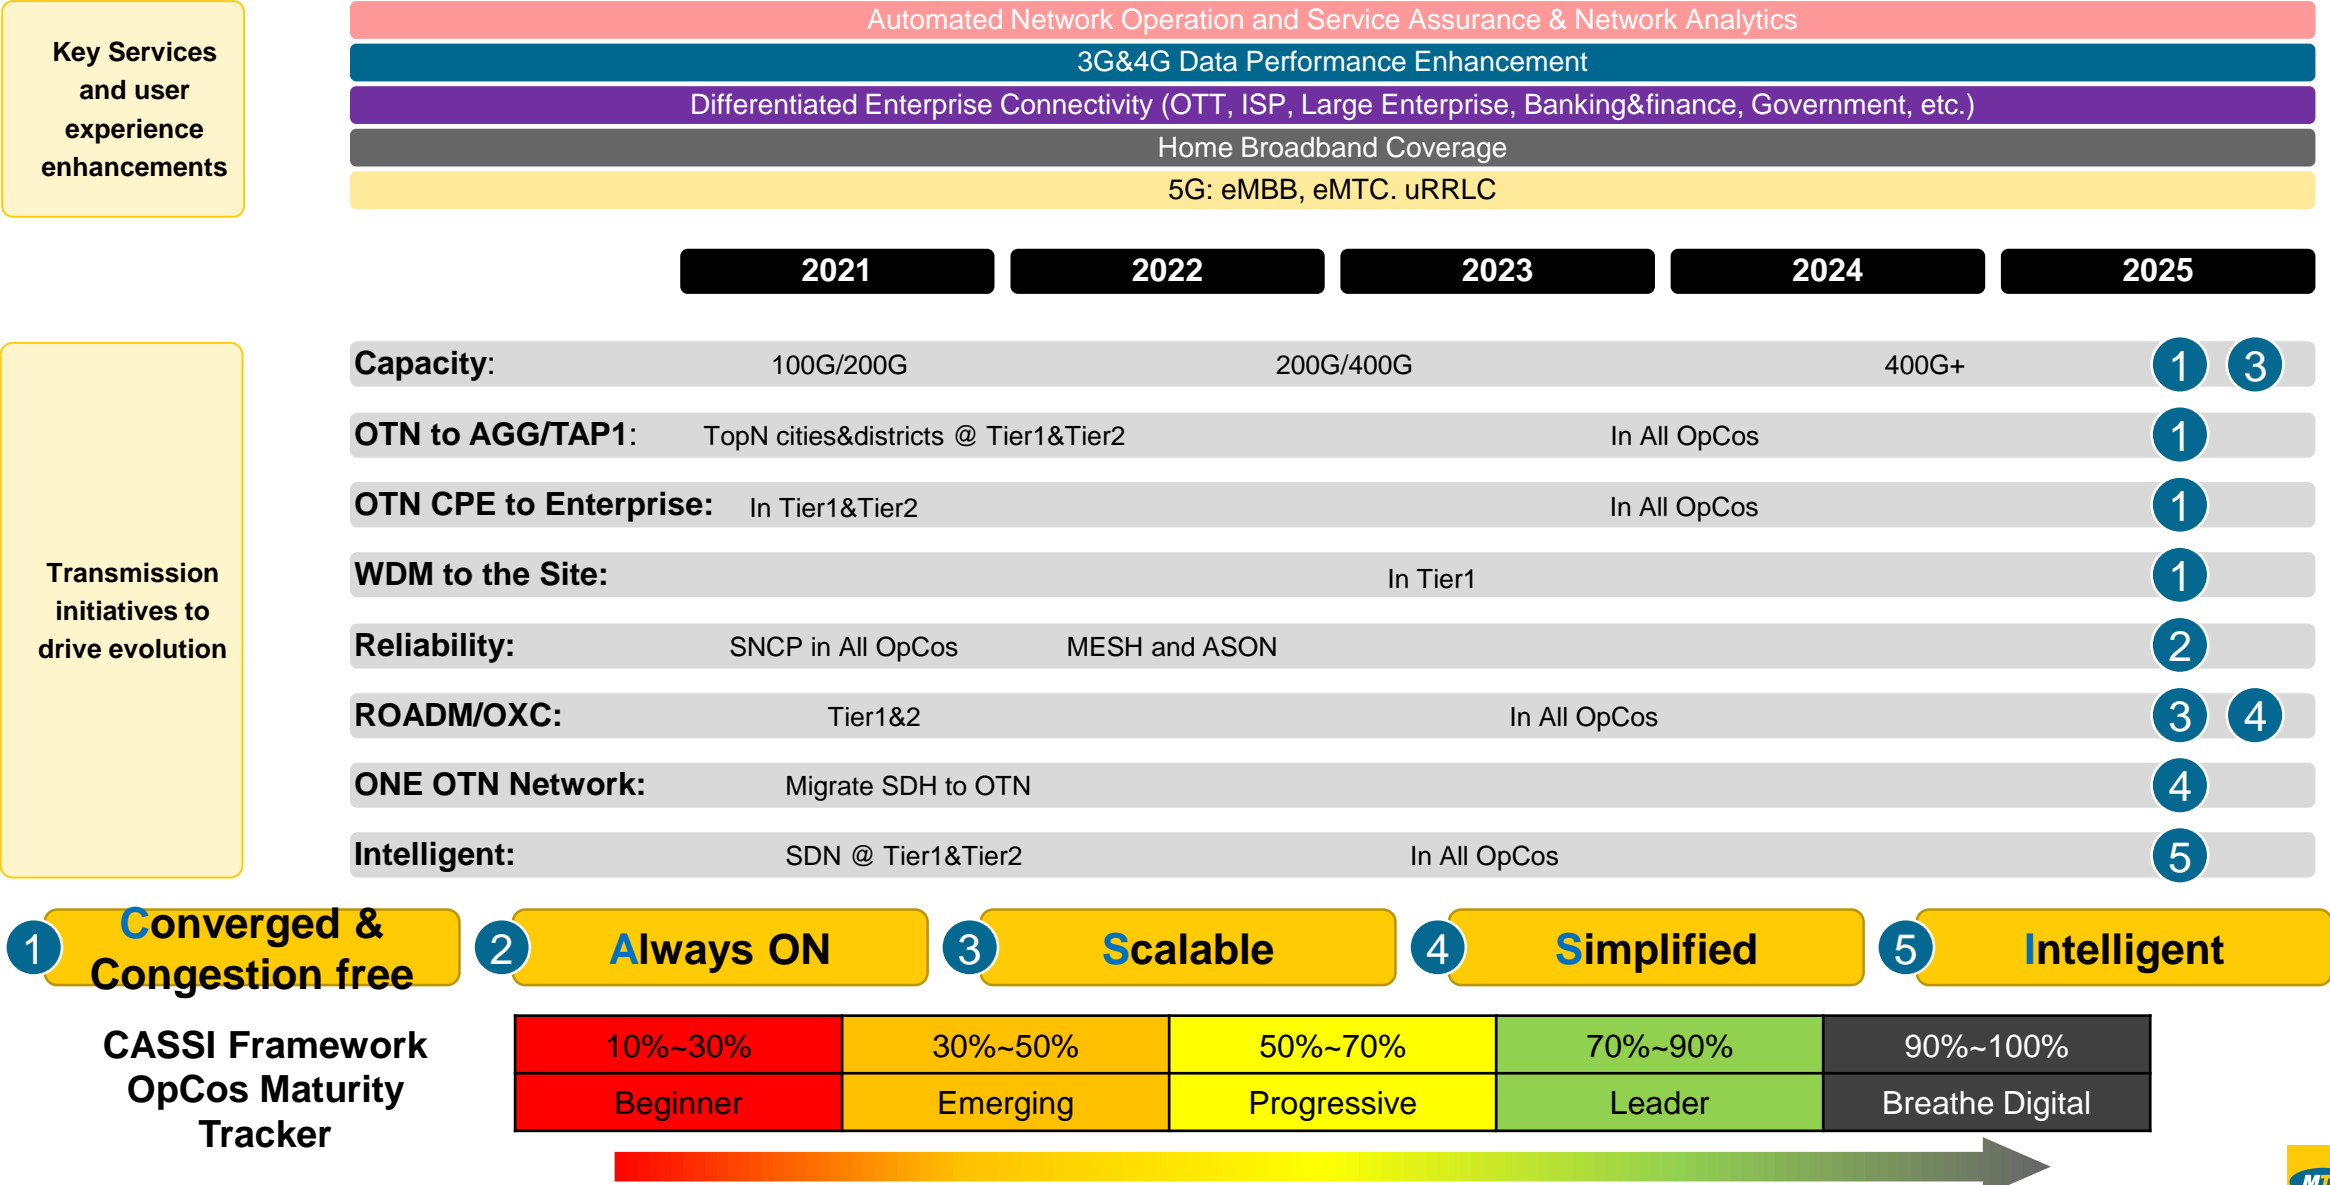 Key Services
and user
experience
enhancements
Automated Network Operation and Service Assurance & Network Analytics
3G&4G Data Performance Enhancement
Differentiated Enterprise Connectivity (OTT, ISP, Large Enterprise, Banking&finance, Government, etc.)
Home Broadband Coverage
5G: eMBB, eMTC. uRRLC
2021 2022 2023 2024 2025
Transmission
initiatives to
drive evolution
Capacity: 100G/200G 200G/400G 400G+ 1 3
OTN to AGG/TAP1: TopN cities&districts @ Tier1&Tier2 In All OpCos 1
OTN CPE to Enterprise: In Tier1&Tier2 In All OpCos 1
WDM to the Site: In Tier1 1
Reliability: SNCP in All OpCos MESH and ASON 2
ROADM/OXC: Tier1&2 In All OpCos 3 4
ONE OTN Network: Migrate SDH to OTN 4
Intelligent: SDN @ Tier1&Tier2 In All OpCos 5
1 Converged &
Congestion free
2 Always ON
3 Scalable
4 Simplified
5 Intelligent
CASSI Framework
OpCos Maturity
Tracker
10%~30% 30%~50% 50%~70% 70%~90% 90%~100%
Beginner Emerging Progressive Leader Breathe Digital